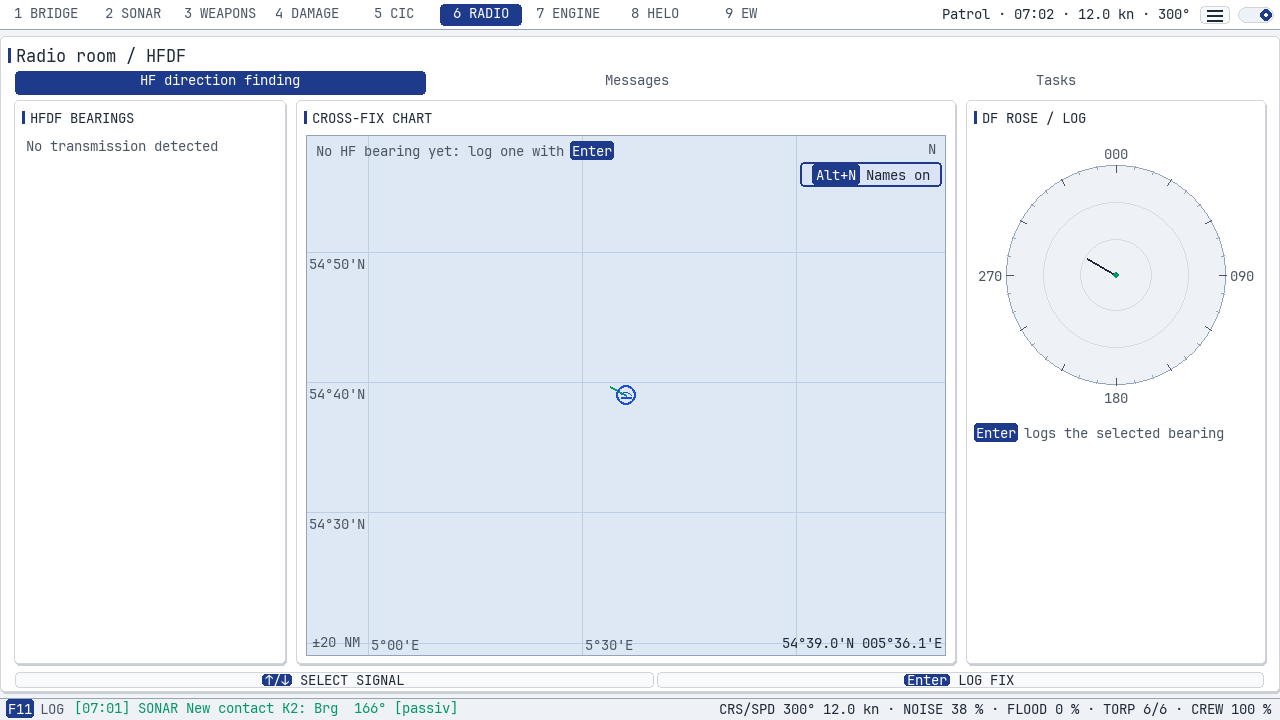 1 BRIDGE 2 SONAR 3 WEAPONS 4 DAMAGE 5 CIC 6 RADIO 7 ENGINE 8 HELO 9 EW Patrol · 07:02 · 12.0 kn · 300°
Radio room / HFDF
HF direction finding Messages Tasks
HFDF BEARINGS
No transmission detected
CROSS-FIX CHART
No HF bearing yet: log one with Enter
N
Alt+N Names on
54°50'N
54°40'N
54°30'N
±20 NM 5°00'E 5°30'E 54°39.0'N 005°36.1'E
DF ROSE / LOG
000
270 090
180
Enter logs the selected bearing
↑/↓ SELECT SIGNAL Enter LOG FIX
F11 LOG [07:01] SONAR New contact K2: Brg 166° [passiv] CRS/SPD 300° 12.0 kn · NOISE 38 % · FLOOD 0 % · TORP 6/6 · CREW 100 %